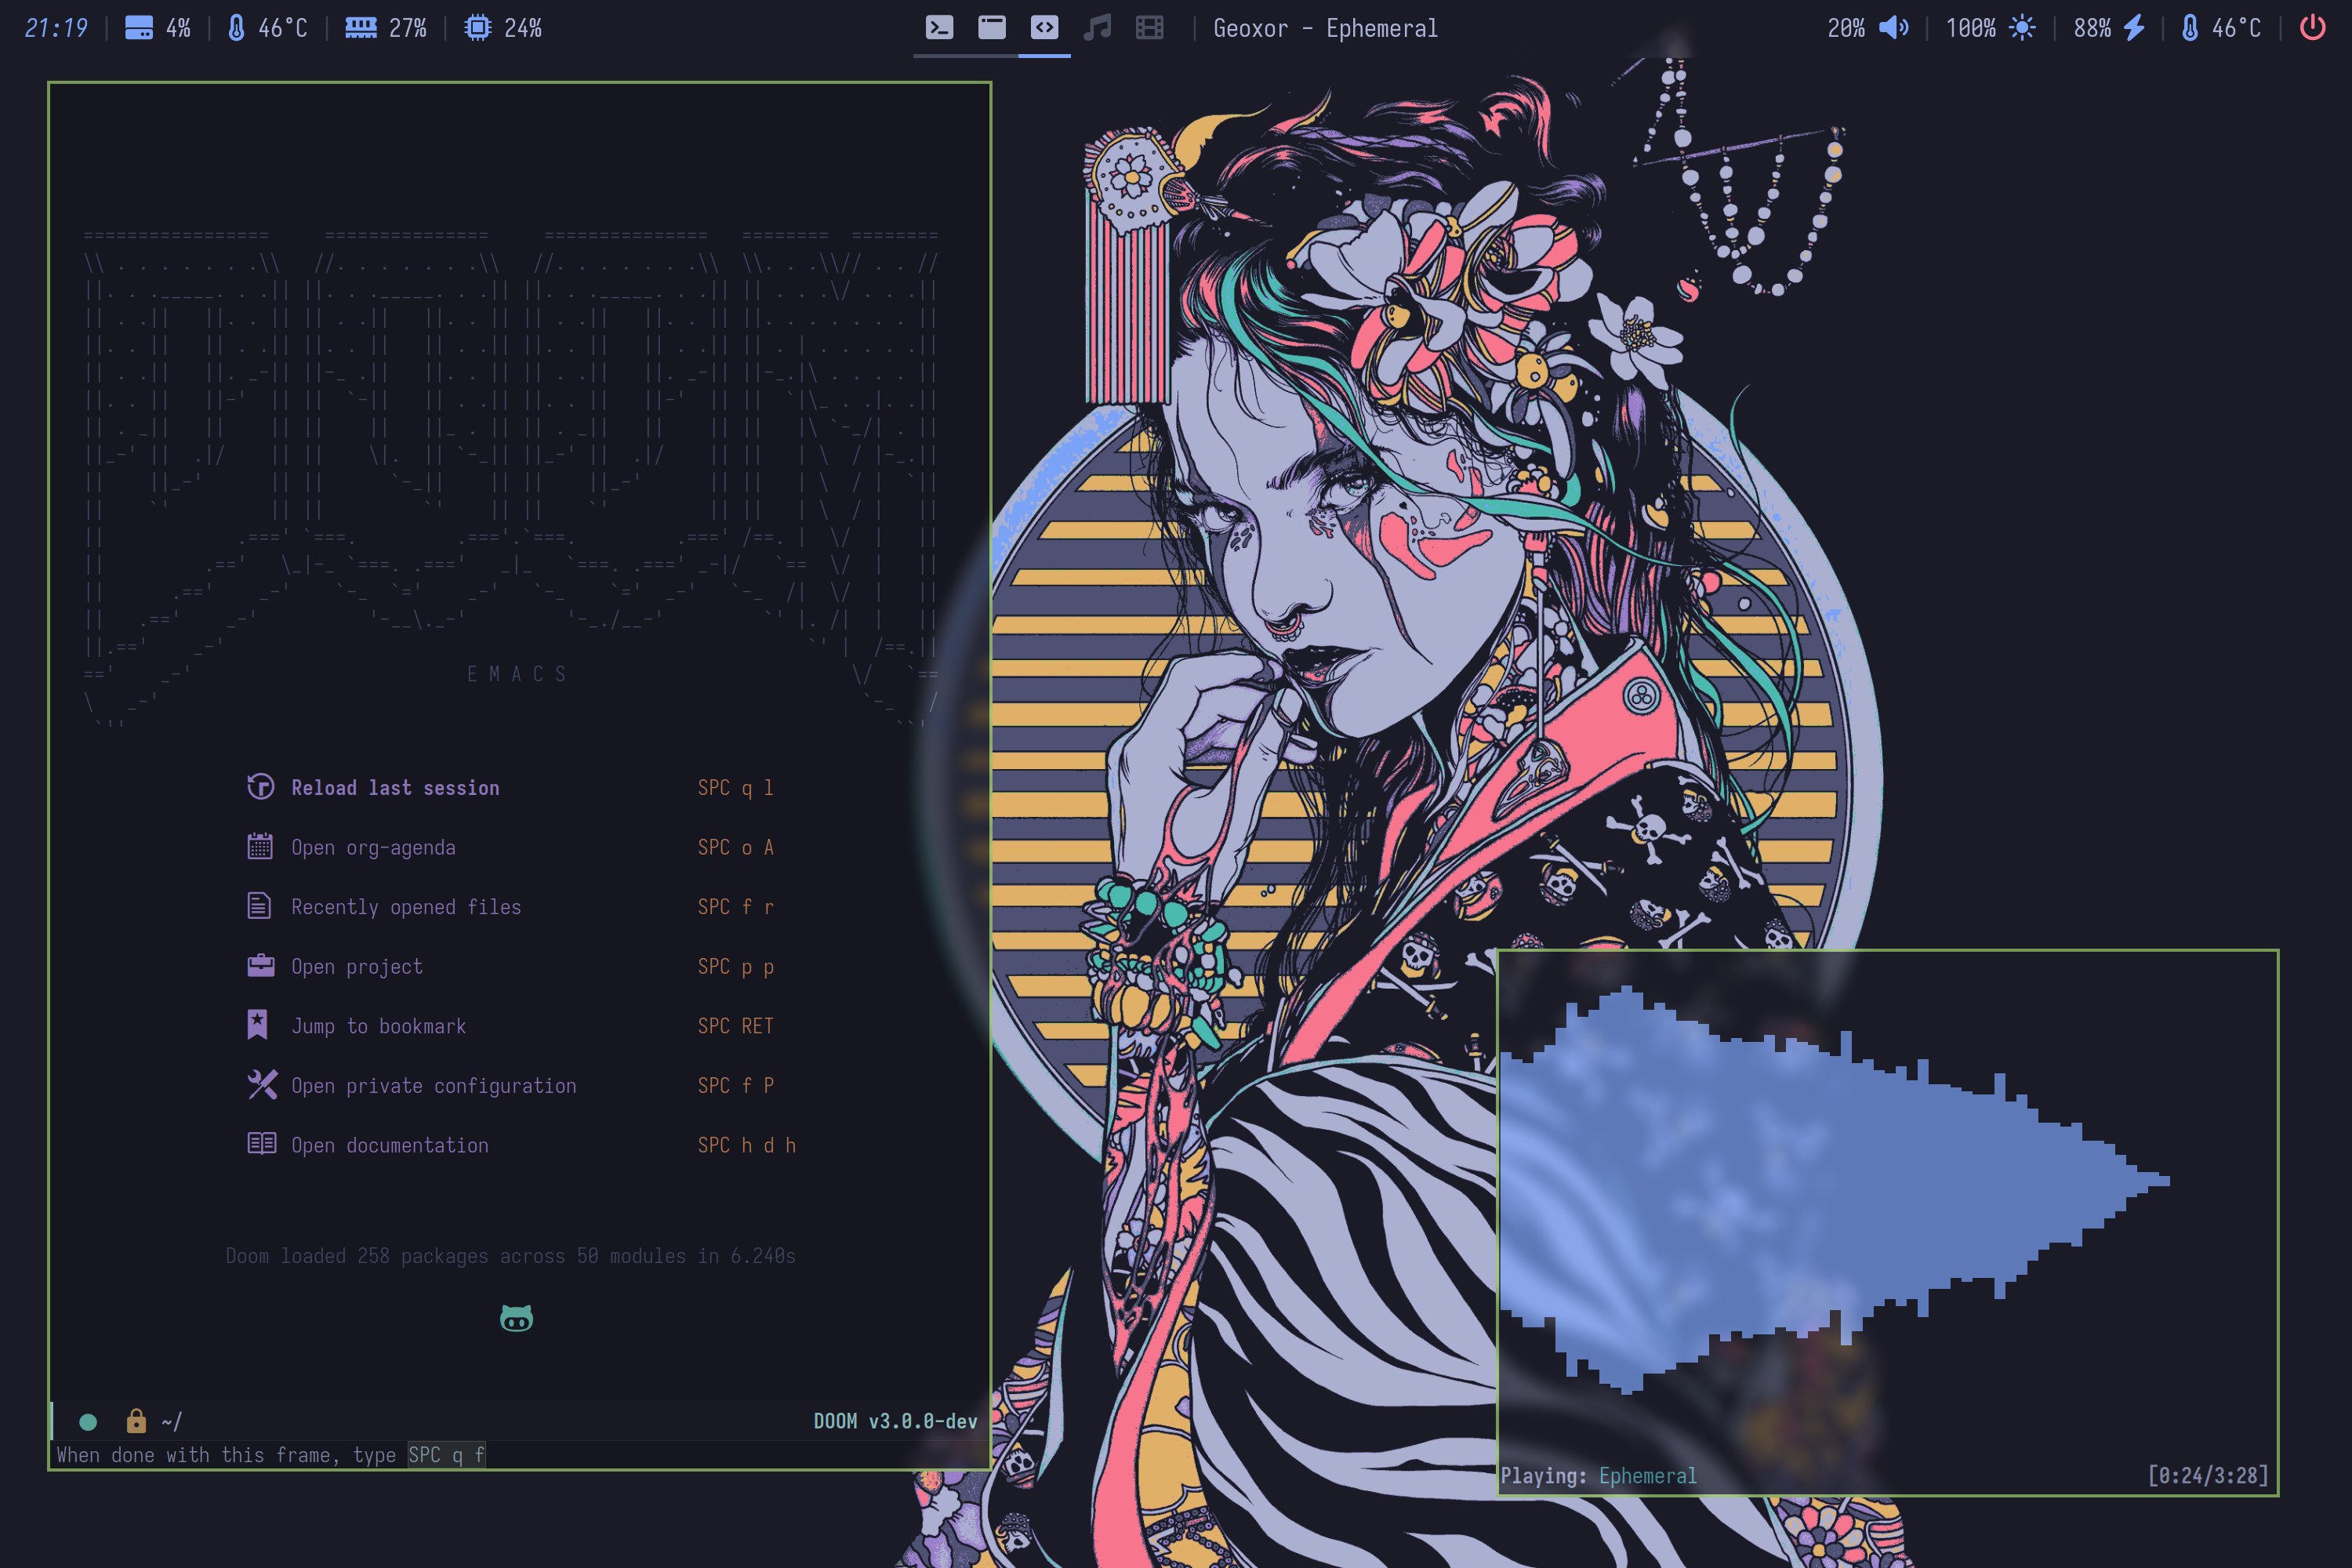 21:19 | 4% | 46°C | 27% | 24%
| Geoxor - Ephemeral
20% | 100% | 88% | 46°C |
E M A C S
Reload last session SPC q l
Open org-agenda SPC o A
Recently opened files SPC f r
Open project SPC p p
Jump to bookmark SPC RET
Open private configuration SPC f P
Open documentation SPC h d h
Doom loaded 258 packages across 50 modules in 6.240s
~/ DOOM v3.0.0-dev
When done with this frame, type SPC q f
Playing: Ephemeral [0:24/3:28]